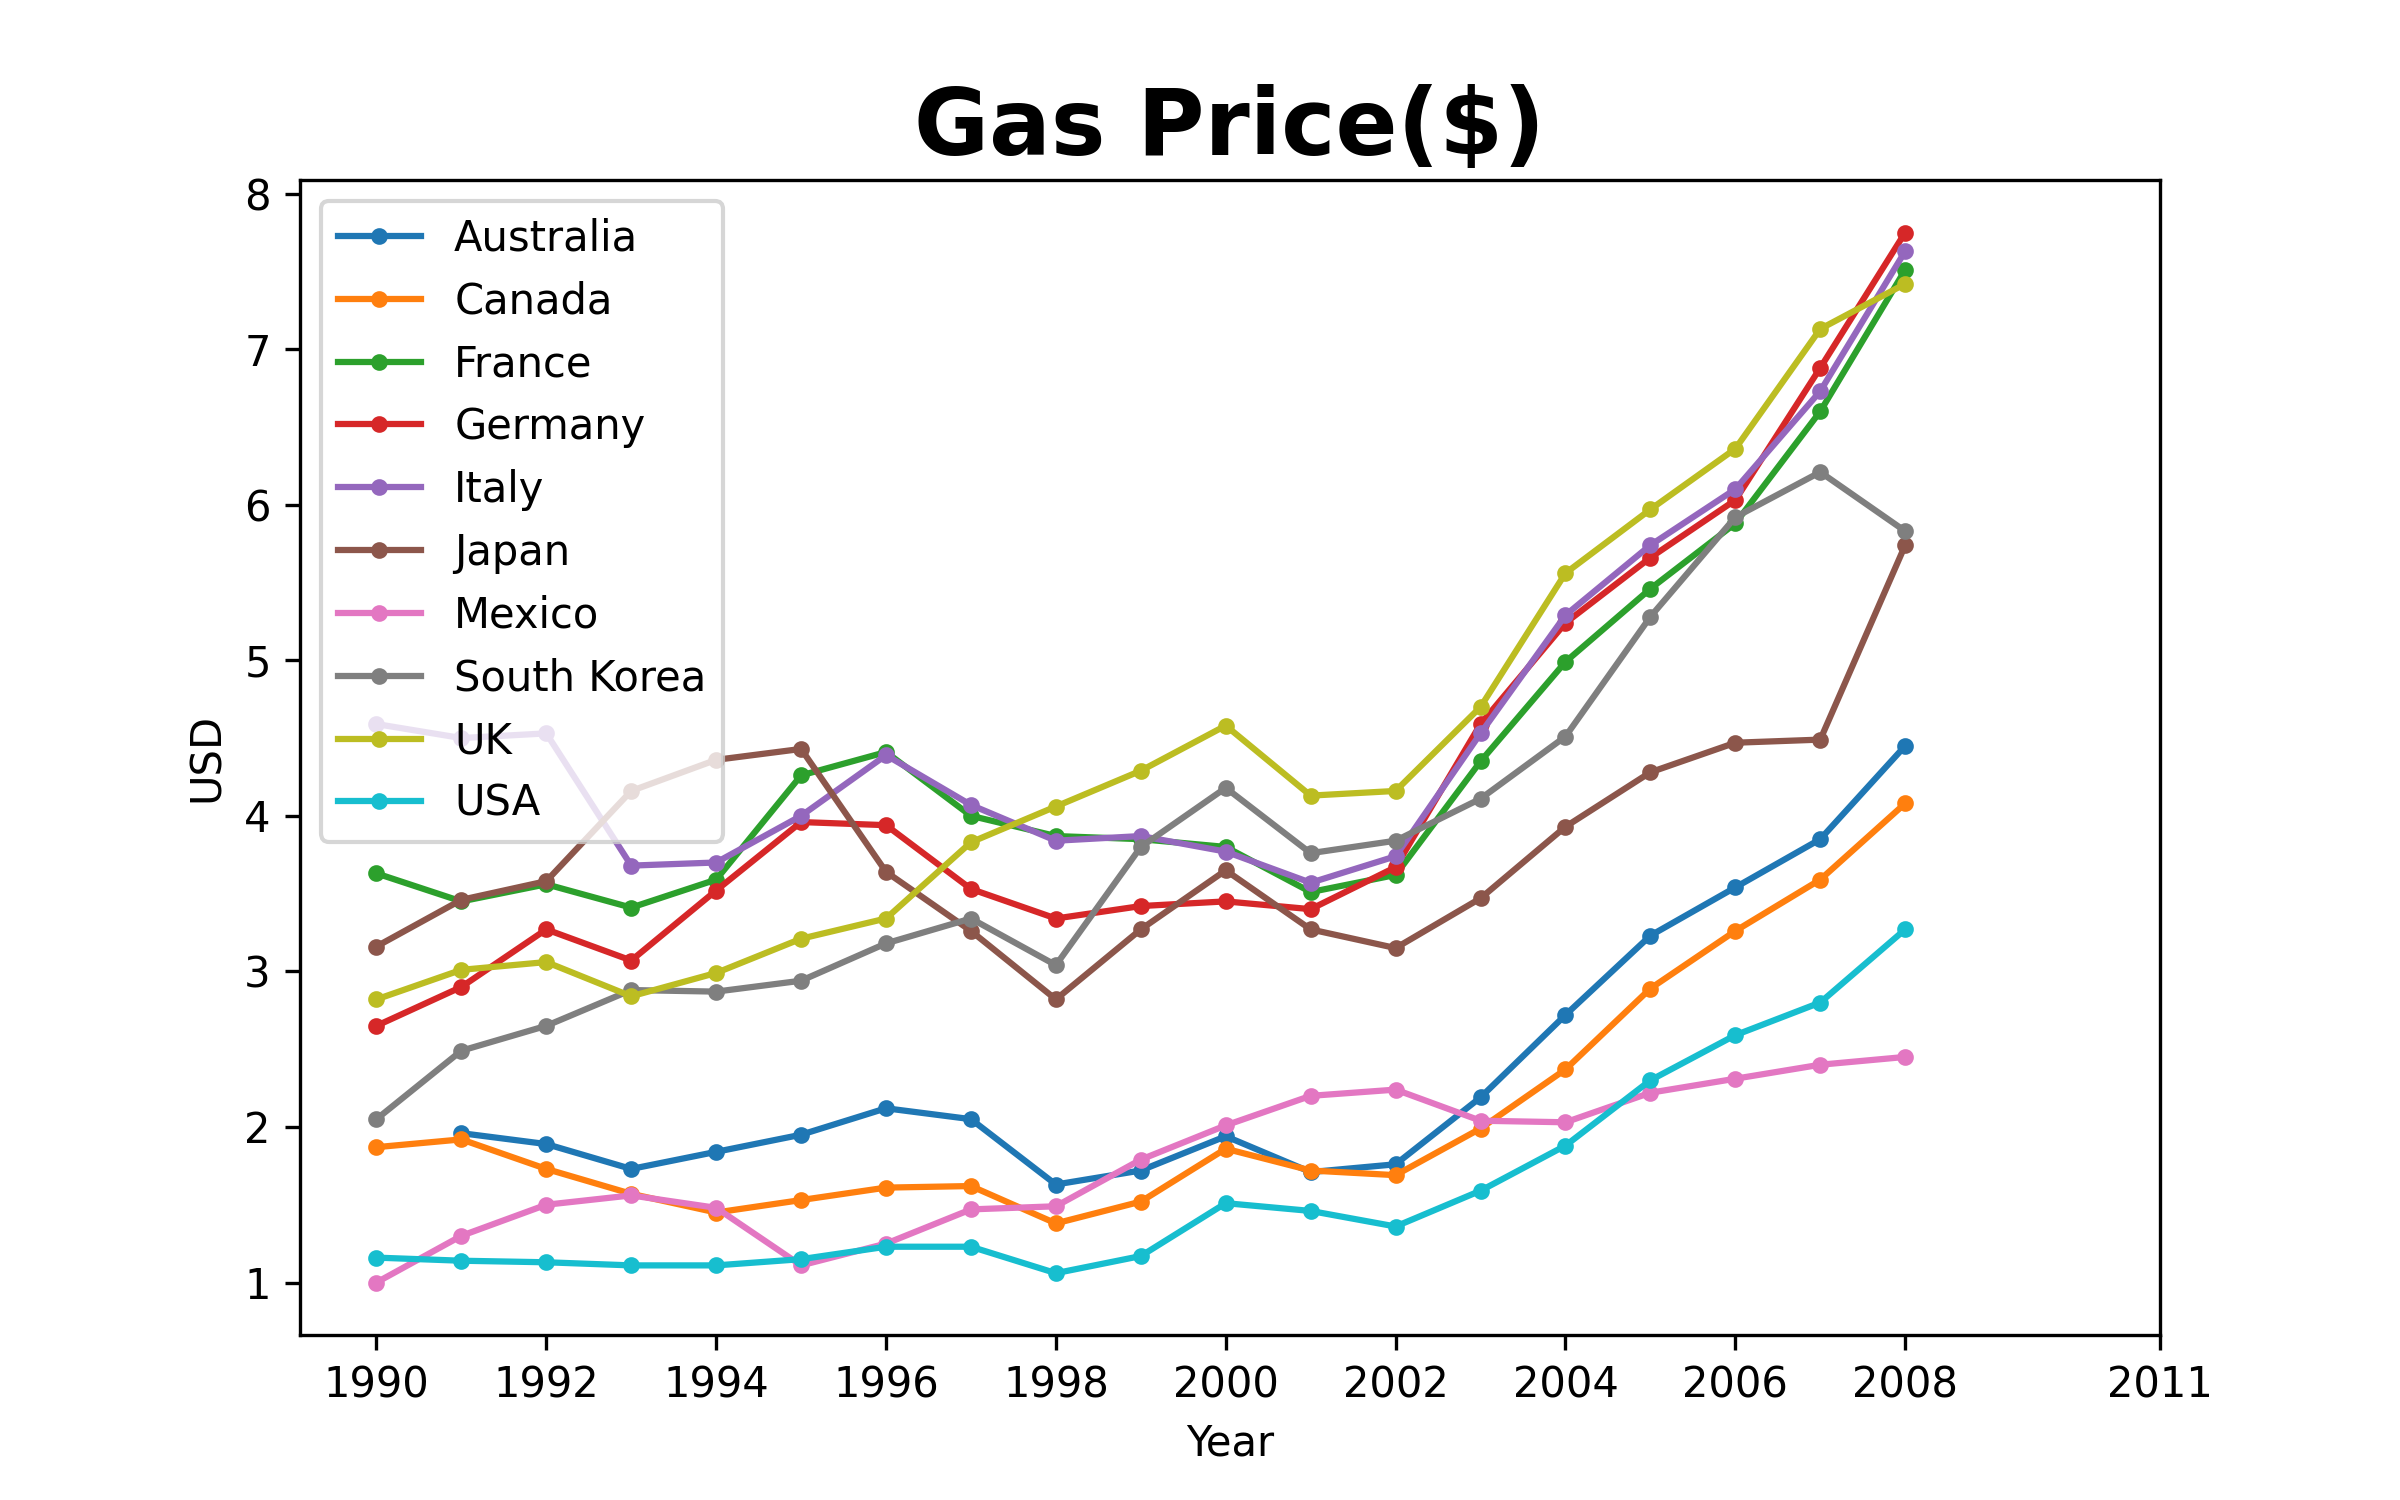 Gas Price($)
8
7
6
5
4
3
2
1
USD
Australia
Canada
France
Germany
Italy
Japan
Mexico
South Korea
UK
USA
1990 1992 1994 1996 1998 2000 2002 2004 2006 2008 2011
Year